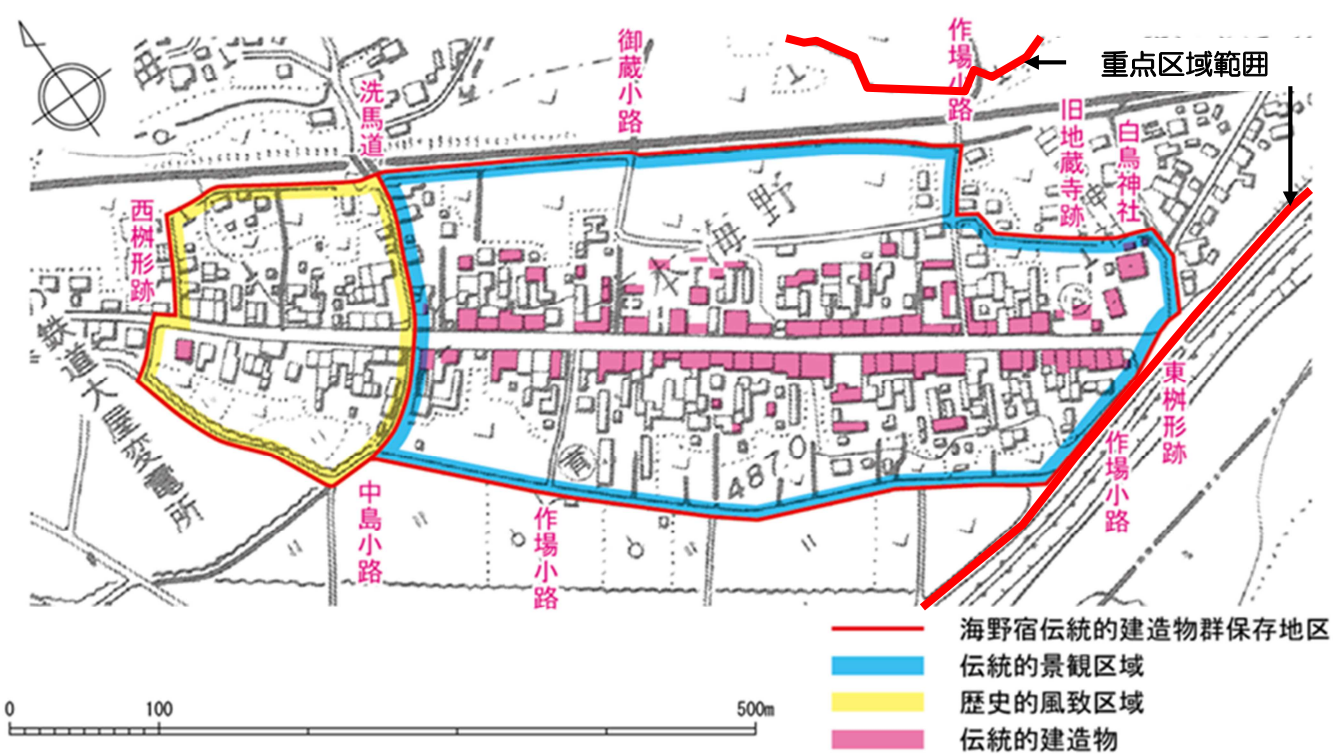 御蔵小路
作場小路
重点区域範囲
洗馬道
旧地蔵寺跡
白鳥神社
西桝形跡
本海野
鉄道大屋変電所
東桝形跡
作場小路
4870
中島小路
作場小路
海野宿伝統的建造物群保存地区
伝統的景観区域
歴史的風致区域
伝統的建造物
0 100 500m